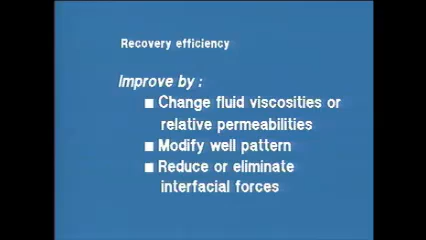 Recovery efficiency
Improve by :
■ Change fluid viscosities or
relative permeabilities
■ Modify well pattern
■ Reduce or eliminate
interfacial forces